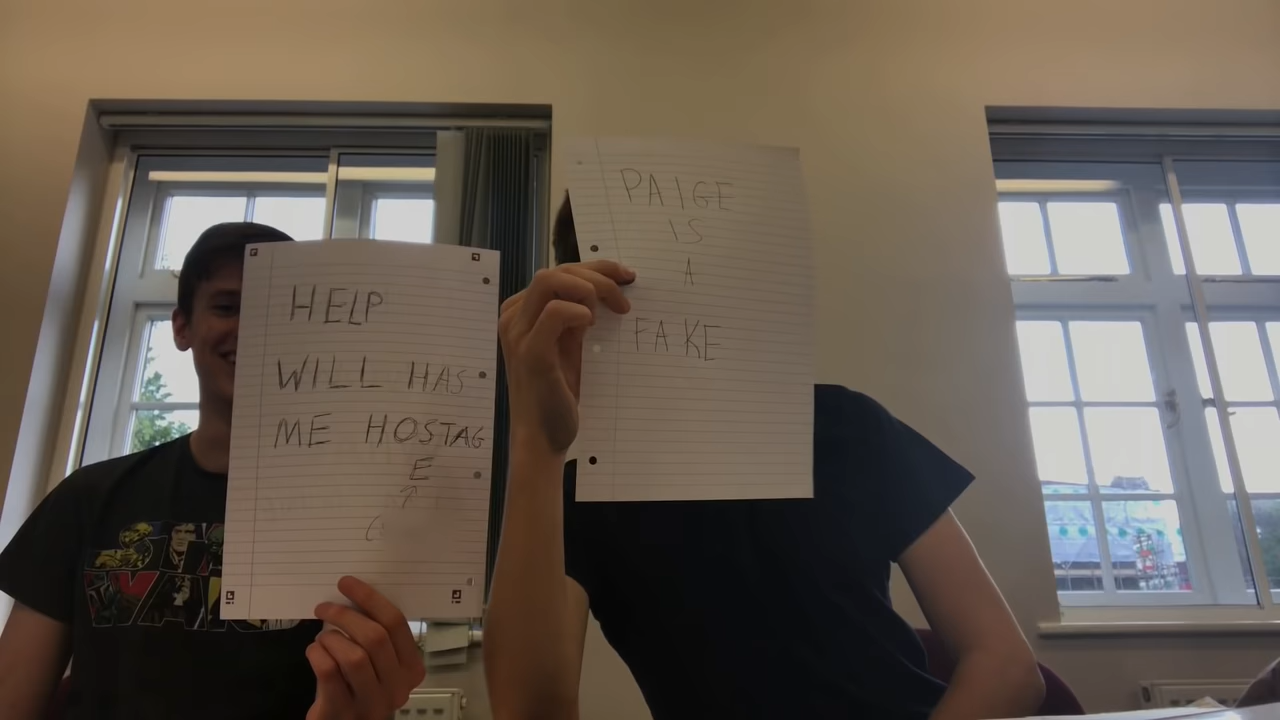 HELP
WILL HAS
ME HOSTAG
E
PAIGE
IS
A
FAKE